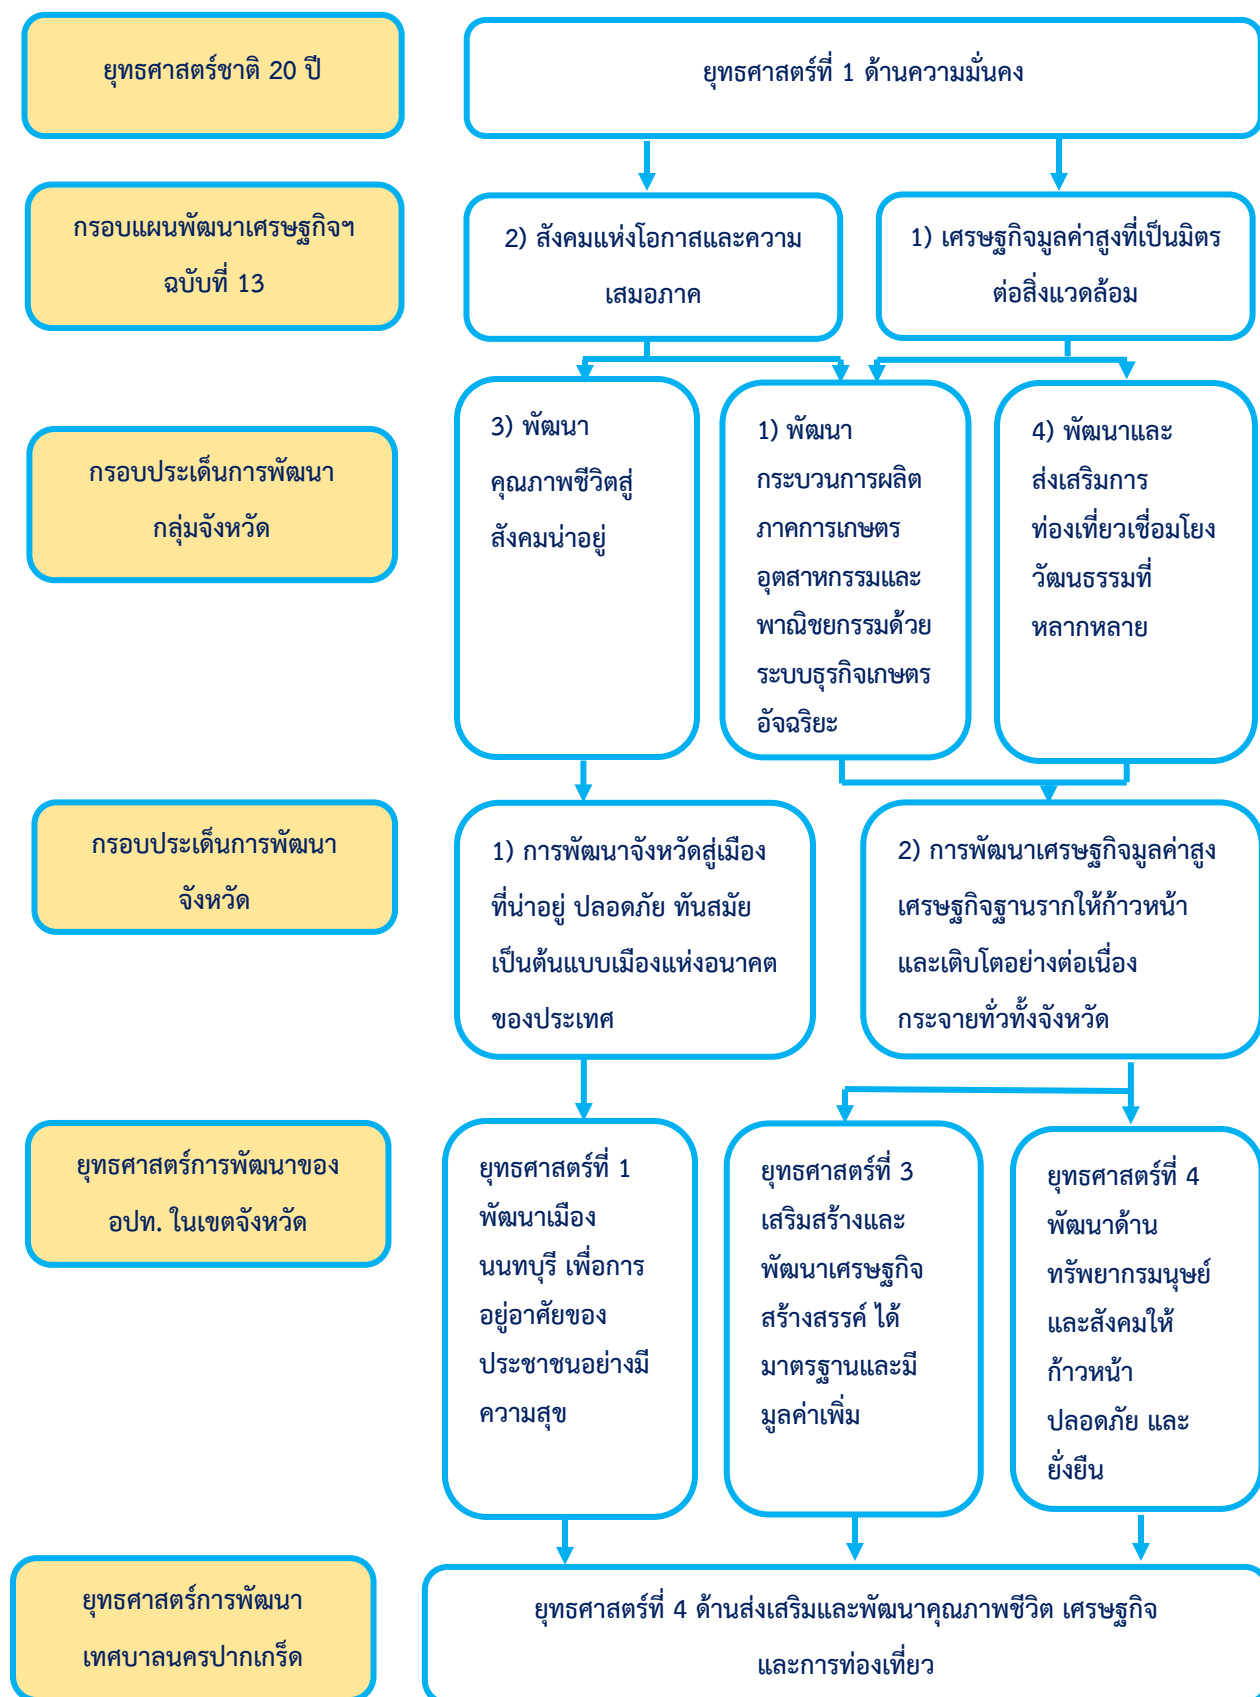 ยุทธศาสตร์ชาติ 20 ปี
ยุทธศาสตร์ที่ 1 ด้านความมั่นคง
กรอบแผนพัฒนาเศรษฐกิจฯ
ฉบับที่ 13
2) สังคมแห่งโอกาสและความ
เสมอภาค
1) เศรษฐกิจมูลค่าสูงที่เป็นมิตร
ต่อสิ่งแวดล้อม
กรอบประเด็นการพัฒนา
กลุ่มจังหวัด
3) พัฒนา
คุณภาพชีวิตสู่
สังคมน่าอยู่
1) พัฒนา
กระบวนการผลิต
ภาคการเกษตร
อุตสาหกรรมและ
พาณิชยกรรมด้วย
ระบบธุรกิจเกษตร
อัจฉริยะ
4) พัฒนาและ
ส่งเสริมการ
ท่องเที่ยวเชื่อมโยง
วัฒนธรรมที่
หลากหลาย
กรอบประเด็นการพัฒนา
จังหวัด
1) การพัฒนาจังหวัดสู่เมือง
ที่น่าอยู่ ปลอดภัย ทันสมัย
เป็นต้นแบบเมืองแห่งอนาคต
ของประเทศ
2) การพัฒนาเศรษฐกิจมูลค่าสูง
เศรษฐกิจฐานรากให้ก้าวหน้า
และเติบโตอย่างต่อเนื่อง
กระจายทั่วทั้งจังหวัด
ยุทธศาสตร์การพัฒนาของ
อปท. ในเขตจังหวัด
ยุทธศาสตร์ที่ 1
พัฒนาเมือง
นนทบุรี เพื่อการ
อยู่อาศัยของ
ประชาชนอย่างมี
ความสุข
ยุทธศาสตร์ที่ 3
เสริมสร้างและ
พัฒนาเศรษฐกิจ
สร้างสรรค์ ได้
มาตรฐานและมี
มูลค่าเพิ่ม
ยุทธศาสตร์ที่ 4
พัฒนาด้าน
ทรัพยากรมนุษย์
และสังคมให้
ก้าวหน้า
ปลอดภัย และ
ยั่งยืน
ยุทธศาสตร์การพัฒนา
เทศบาลนครปากเกร็ด
ยุทธศาสตร์ที่ 4 ด้านส่งเสริมและพัฒนาคุณภาพชีวิต เศรษฐกิจ
และการท่องเที่ยว